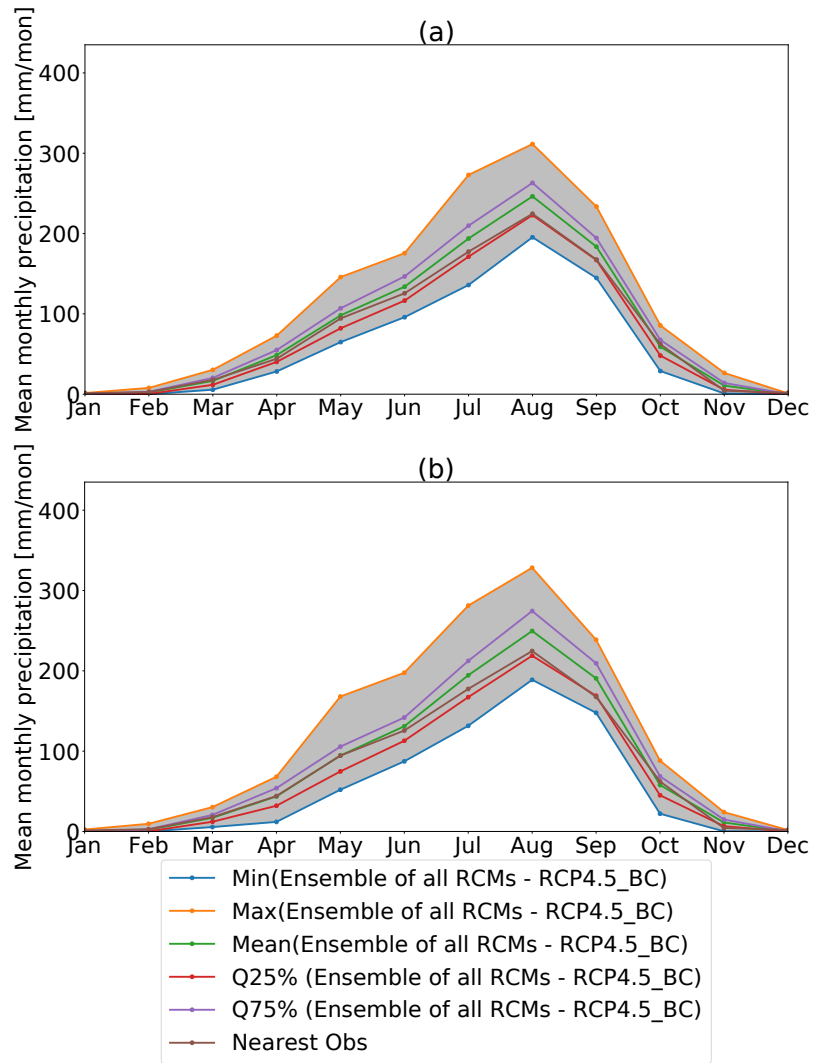 (a)
Mean monthly precipitation [mm/mon]
400
300
200
100
0
Jan Feb Mar Apr May Jun Jul Aug Sep Oct Nov Dec
(b)
Mean monthly precipitation [mm/mon]
400
300
200
100
0
Jan Feb Mar Apr May Jun Jul Aug Sep Oct Nov Dec
Min(Ensemble of all RCMs - RCP4.5_BC)
Max(Ensemble of all RCMs - RCP4.5_BC)
Mean(Ensemble of all RCMs - RCP4.5_BC)
Q25% (Ensemble of all RCMs - RCP4.5_BC)
Q75% (Ensemble of all RCMs - RCP4.5_BC)
Nearest Obs